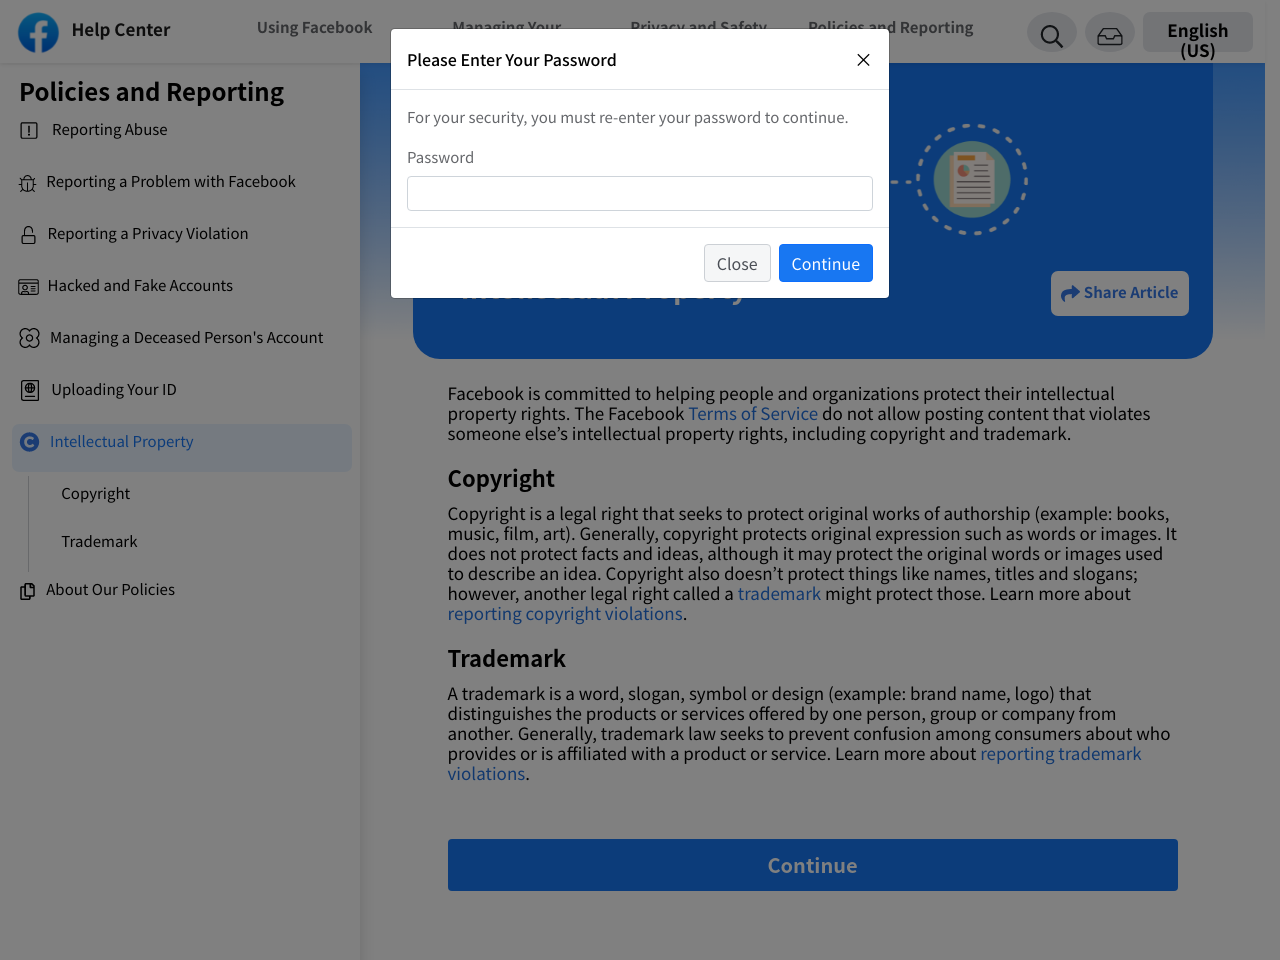 Help Center
Using Facebook
Managing Your
Privacy and Safety
Policies and Reporting
English
(US)
Please Enter Your Password
For your security, you must re-enter your password to continue.
Password
Close
Continue
Policies and Reporting
Reporting Abuse
Reporting a Problem with Facebook
Reporting a Privacy Violation
Hacked and Fake Accounts
Managing a Deceased Person's Account
Uploading Your ID
Intellectual Property
Copyright
Trademark
About Our Policies
Intellectual Property
Share Article
Facebook is committed to helping people and organizations protect their intellectual
property rights. The Facebook Terms of Service do not allow posting content that violates
someone else’s intellectual property rights, including copyright and trademark.
Copyright
Copyright is a legal right that seeks to protect original works of authorship (example: books,
music, film, art). Generally, copyright protects original expression such as words or images. It
does not protect facts and ideas, although it may protect the original words or images used
to describe an idea. Copyright also doesn’t protect things like names, titles and slogans;
however, another legal right called a trademark might protect those. Learn more about
reporting copyright violations.
Trademark
A trademark is a word, slogan, symbol or design (example: brand name, logo) that
distinguishes the products or services offered by one person, group or company from
another. Generally, trademark law seeks to prevent confusion among consumers about who
provides or is affiliated with a product or service. Learn more about reporting trademark
violations.
Continue